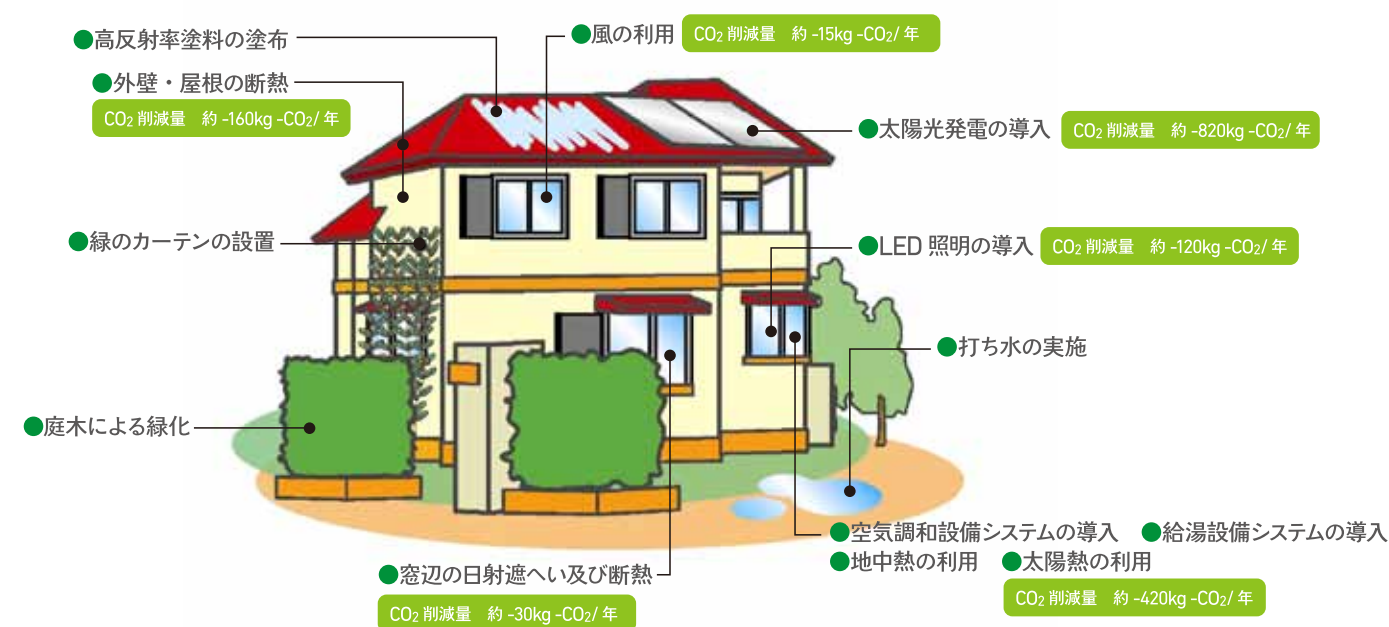 ●高反射率塗料の塗布
●風の利用 CO2 削減量 約 -15kg -CO2/ 年
●外壁・屋根の断熱
CO2 削減量 約 -160kg -CO2/ 年
●太陽光発電の導入 CO2 削減量 約 -820kg -CO2/ 年
●緑のカーテンの設置
●LED 照明の導入 CO2 削減量 約 -120kg -CO2/ 年
●打ち水の実施
●庭木による緑化
●空気調和設備システムの導入 ●給湯設備システムの導入
●地中熱の利用 ●太陽熱の利用
CO2 削減量 約 -420kg -CO2/ 年
●窓辺の日射遮へい及び断熱
CO2 削減量 約 -30kg -CO2/ 年